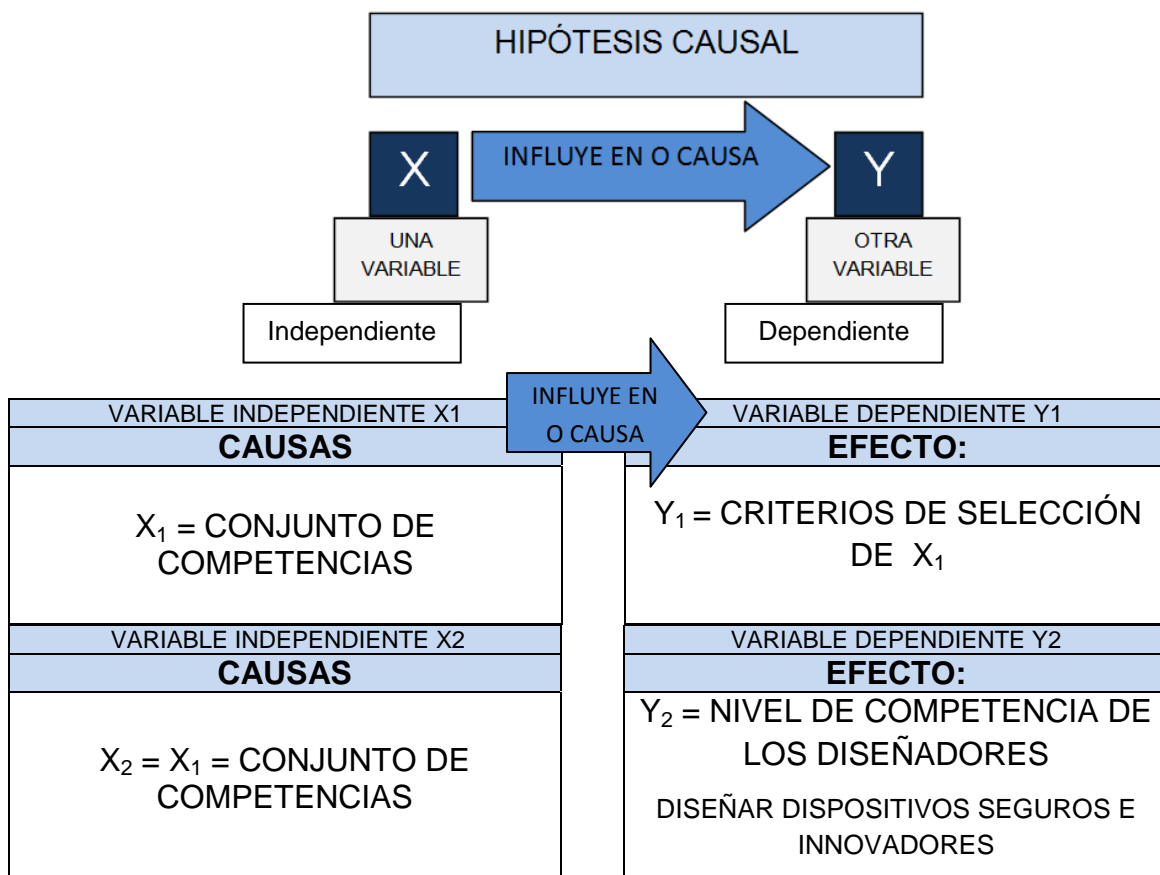 HIPÓTESIS CAUSAL
X
INFLUYE EN O CAUSA
Y
UNA
VARIABLE
OTRA
VARIABLE
Independiente
Dependiente
INFLUYE EN
O CAUSA
VARIABLE INDEPENDIENTE X1
CAUSAS
X₁ = CONJUNTO DE
COMPETENCIAS
VARIABLE DEPENDIENTE Y1
EFECTO:
Y₁ = CRITERIOS DE SELECCIÓN
DE X₁
VARIABLE INDEPENDIENTE X2
CAUSAS
X₂ = X₁ = CONJUNTO DE
COMPETENCIAS
VARIABLE DEPENDIENTE Y2
EFECTO:
Y₂ = NIVEL DE COMPETENCIA DE
LOS DISEÑADORES
DISEÑAR DISPOSITIVOS SEGUROS E
INNOVADORES